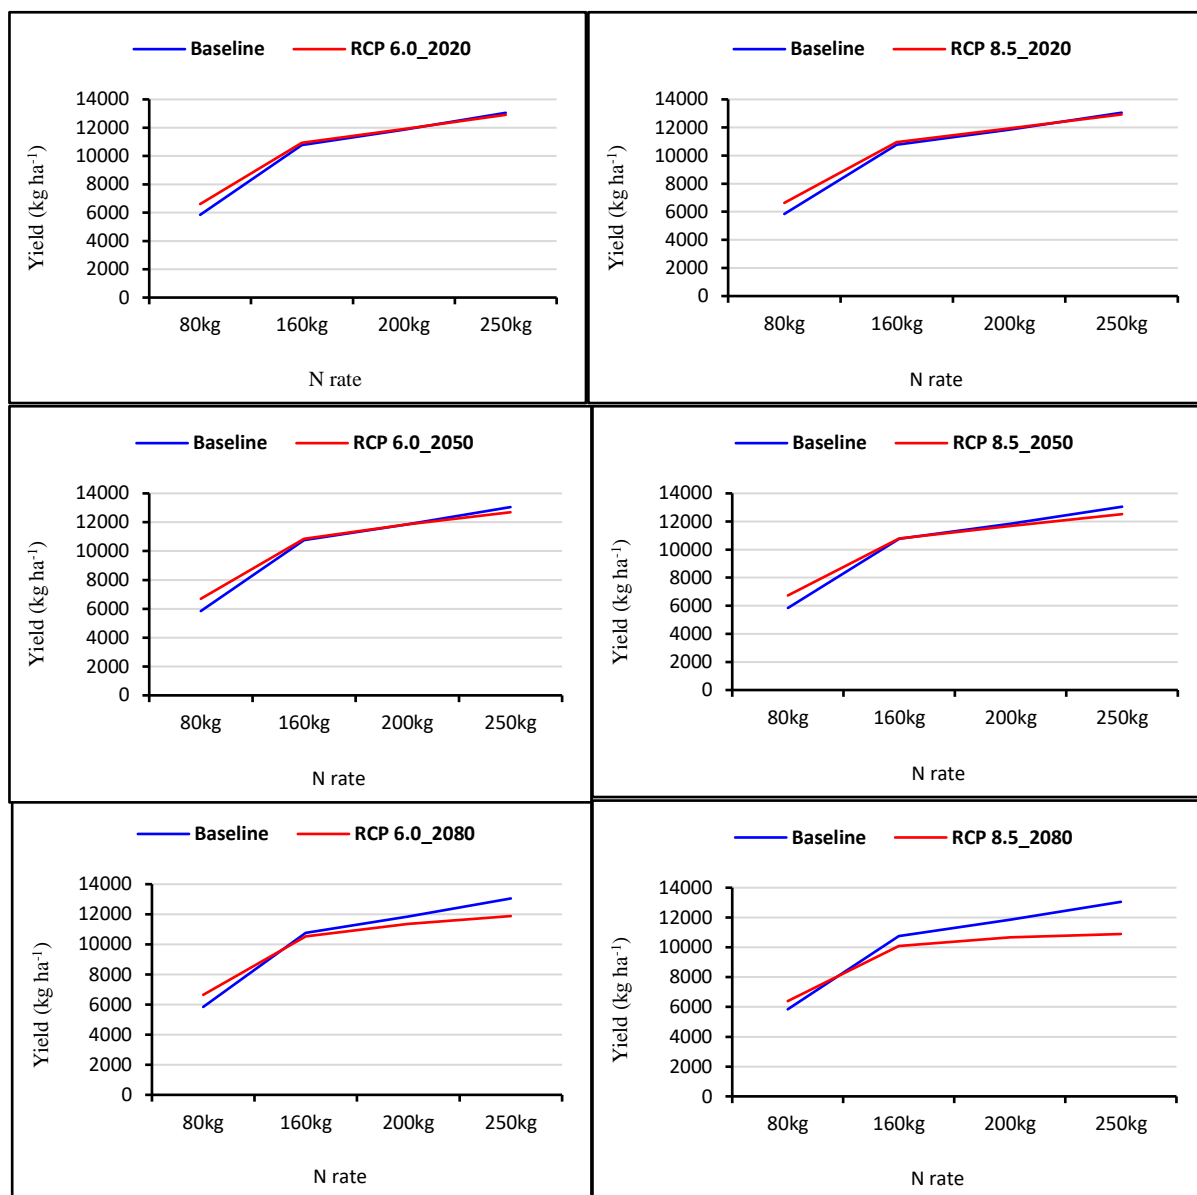 Baseline RCP 6.0_2020
Yield (kg ha-1)
14000
12000
10000
8000
6000
4000
2000
0
80kg 160kg 200kg 250kg
N rate
Baseline RCP 8.5_2020
Yield (kg ha-1)
14000
12000
10000
8000
6000
4000
2000
0
80kg 160kg 200kg 250kg
N rate
Baseline RCP 6.0_2050
Yield (kg ha-1)
14000
12000
10000
8000
6000
4000
2000
0
80kg 160kg 200kg 250kg
N rate
Baseline RCP 8.5_2050
Yield (kg ha-1)
14000
12000
10000
8000
6000
4000
2000
0
80kg 160kg 200kg 250kg
N rate
Baseline RCP 6.0_2080
Yield (kg ha-1)
14000
12000
10000
8000
6000
4000
2000
0
80kg 160kg 200kg 250kg
N rate
Baseline RCP 8.5_2080
Yield (kg ha-1)
14000
12000
10000
8000
6000
4000
2000
0
80kg 160kg 200kg 250kg
N rate